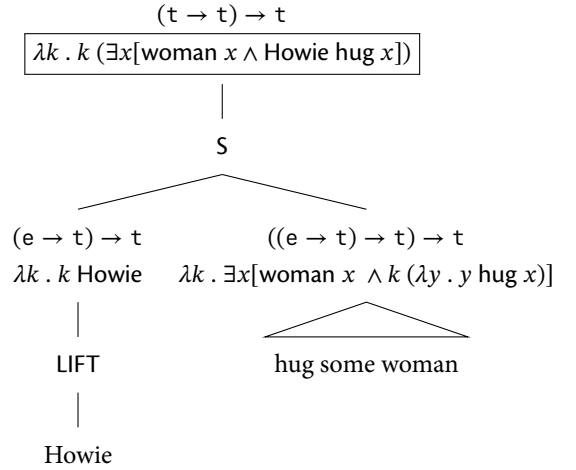 (t → t) → t
λk . k (∃x[woman x ∧ Howie hug x])
S
(e → t) → t
((e → t) → t) → t
λk . k Howie
λk . ∃x[woman x ∧ k (λy . y hug x)]
LIFT
hug some woman
Howie